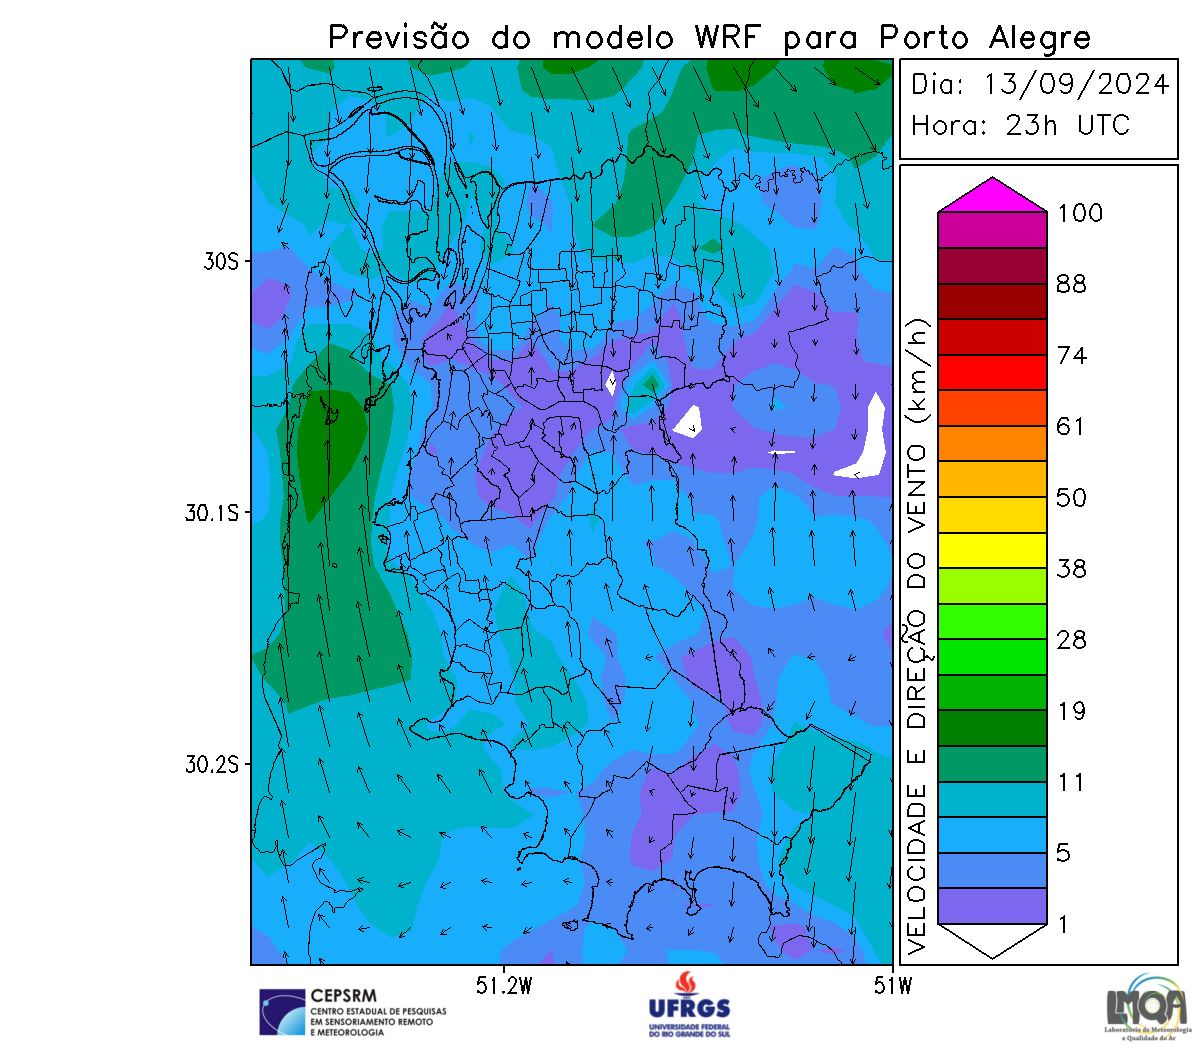 Previsão do modelo WRF para Porto Alegre
Dia: 13/09/2024
Hora: 23h UTC
30S
30.1S
30.2S
51.2W
51W
VELOCIDADE E DIREÇÃO DO VENTO (km/h)
100
88
74
61
50
38
28
19
11
5
1
CEPSRM
CENTRO ESTADUAL DE PESQUISAS
EM SENSORIAMENTO REMOTO
E METEOROLOGIA
UFRGS
UNIVERSIDADE FEDERAL
DO RIO GRANDE DO SUL
LMQA
Laboratório de Meteorologia
e Qualidade do Ar